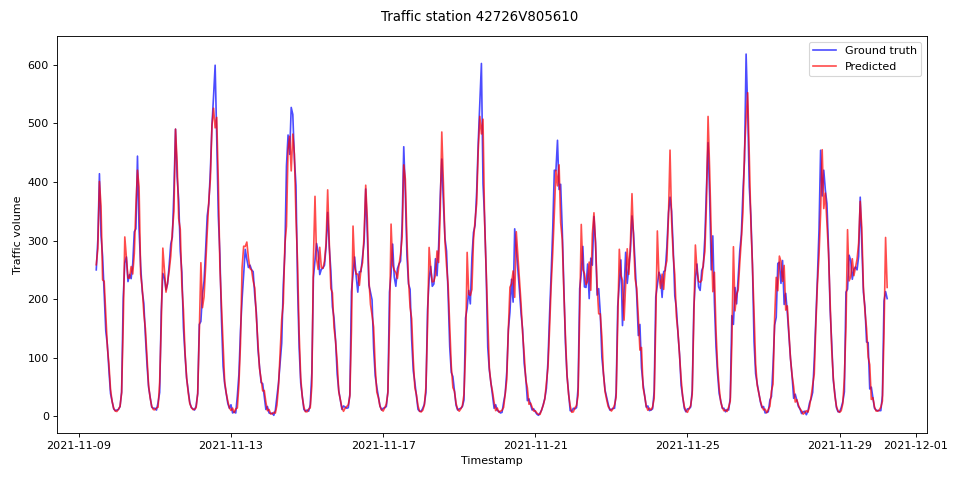 Traffic station 42726V805610
Ground truth
Predicted
Traffic volume
600
500
400
300
200
100
0
2021-11-09
2021-11-13
2021-11-17
2021-11-21
2021-11-25
2021-11-29
2021-12-01
Timestamp